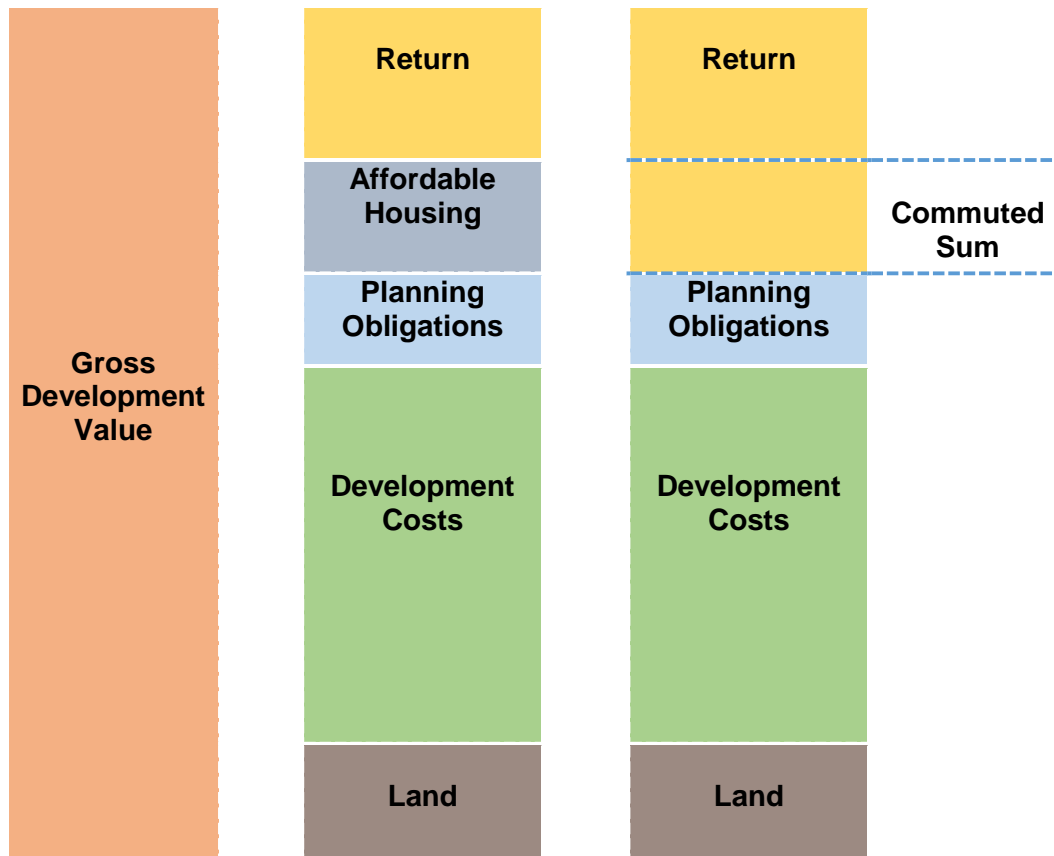 Gross
Development
Value
Return
Affordable
Housing
Planning
Obligations
Development
Costs
Land
Return
Planning
Obligations
Development
Costs
Land
Commuted
Sum